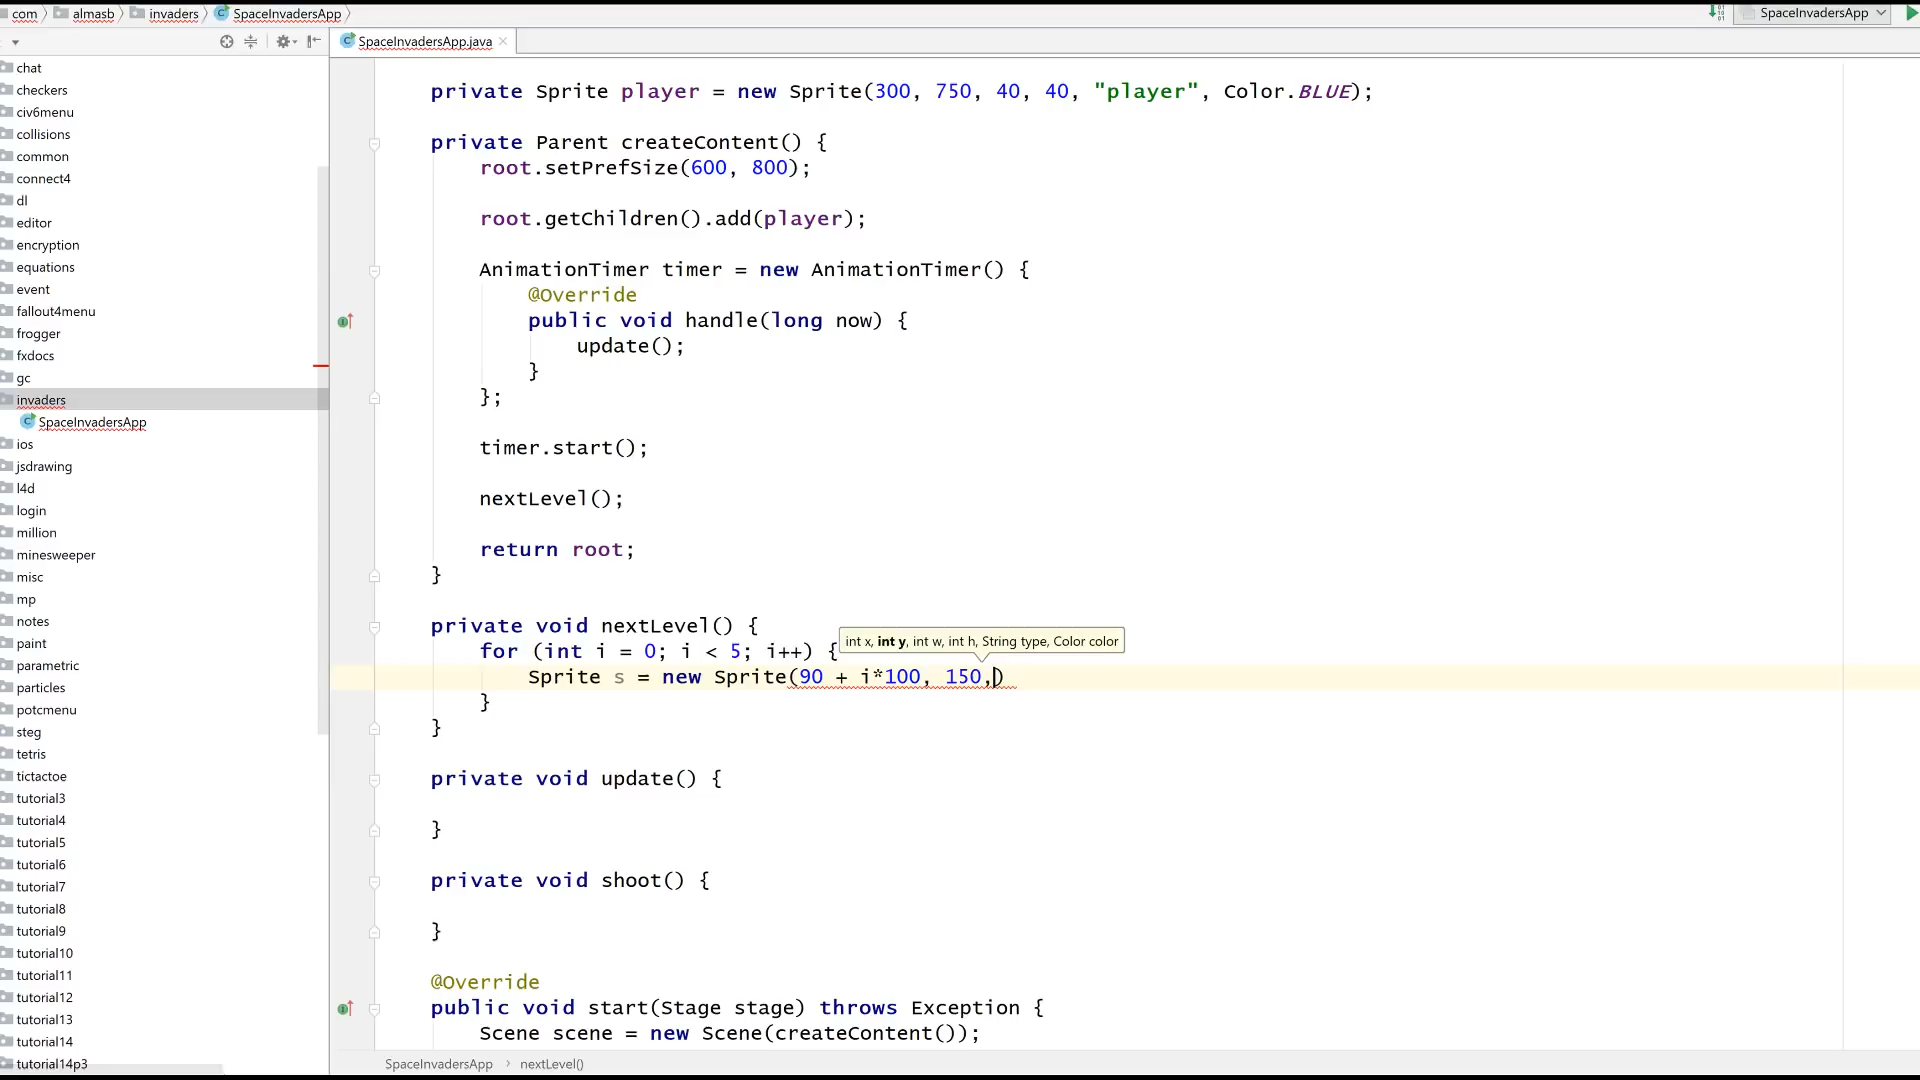 com almasb invaders SpaceInvadersApp SpaceInvadersApp
SpaceInvadersApp.java
chat
checkers
civ6menu
collisions
common
connect4
dl
editor
encryption
equations
event
fallout4menu
frogger
fxdocs
gc
invaders
SpaceInvadersApp
ios
jsdrawing
l4d
login
million
minesweeper
misc
mp
notes
paint
parametric
particles
potcmenu
steg
tetris
tictactoe
tutorial3
tutorial4
tutorial5
tutorial6
tutorial7
tutorial8
tutorial9
tutorial10
tutorial11
tutorial12
tutorial13
tutorial14
tutorial14p3
private Sprite player = new Sprite(300, 750, 40, 40, "player", Color.BLUE);
private Parent createContent() {
root.setPrefSize(600, 800);
root.getChildren().add(player);
AnimationTimer timer = new AnimationTimer() {
@Override
public void handle(long now) {
update();
}
};
timer.start();
nextLevel();
return root;
}
private void nextLevel() {
int x, int y, int w, int h, String type, Color color
for (int i = 0; i < 5; i++) {
Sprite s = new Sprite(90 + i*100, 150,)
}
}
private void update() {
}
private void shoot() {
}
@Override
public void start(Stage stage) throws Exception {
Scene scene = new Scene(createContent());
SpaceInvadersApp nextLevel()